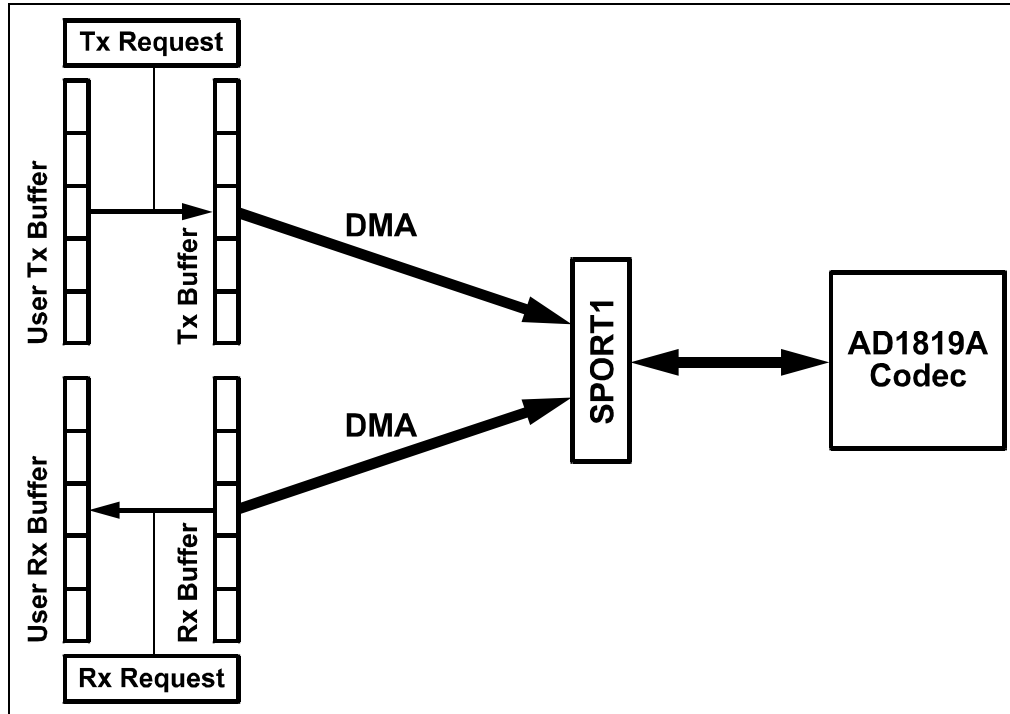 Tx Request
User Tx Buffer
Tx Buffer
DMA
SPORT1
AD1819A
Codec
DMA
User Rx Buffer
Rx Buffer
Rx Request